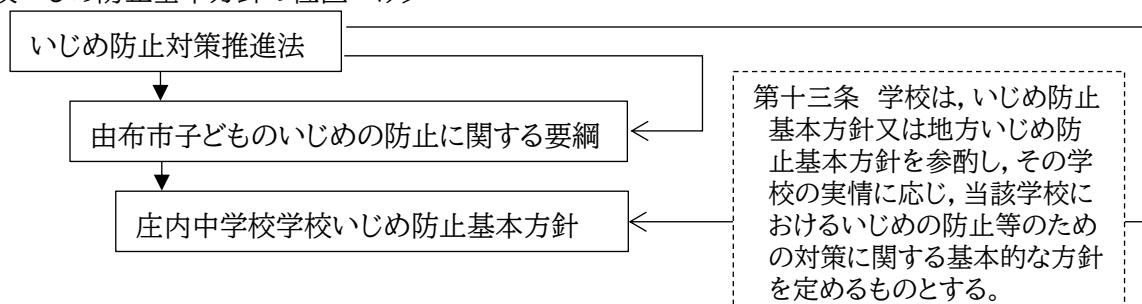 いじめ防止対策推進法
由布市子どものいじめの防止に関する要綱
庄内中学校学校いじめ防止基本方針
第十三条 学校は，いじめ防止
基本方針又は地方いじめ防
止基本方針を参酌し，その学
校の実情に応じ，当該学校に
おけるいじめの防止等のため
の対策に関する基本的な方針
を定めるものとする。